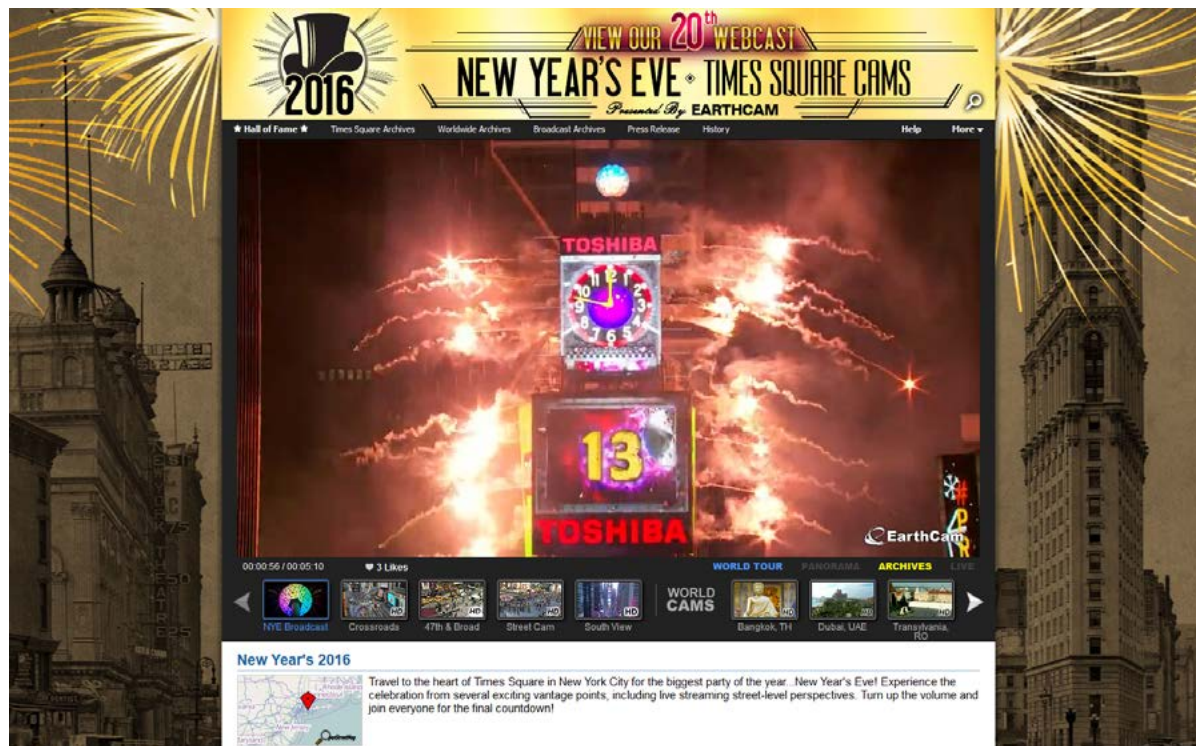 VIEW OUR 20th WEBCAST
2016
NEW YEAR'S EVE • TIMES SQUARE CAMS
Presented By EARTHCAM
★ Hall of Fame ★ Times Square Archives Worldwide Archives Broadcast Archives Press Release History Help More
TOSHIBA
13
TOSHIBA
EarthCam
00:00:56 / 00:05:10 3 Likes WORLD TOUR PANORAMA ARCHIVES LIVE
HD HD HD HD WORLD CAMS HD HD HD
NYE Broadcast Crossroads 47th & Broad Street Cam South View Bangkok, TH Dubai, UAE Transylvania, RO
New Year's 2016
Travel to the heart of Times Square in New York City for the biggest party of the year...New Year's Eve! Experience the
celebration from several exciting vantage points, including live streaming street-level perspectives. Turn up the volume and
join everyone for the final countdown!